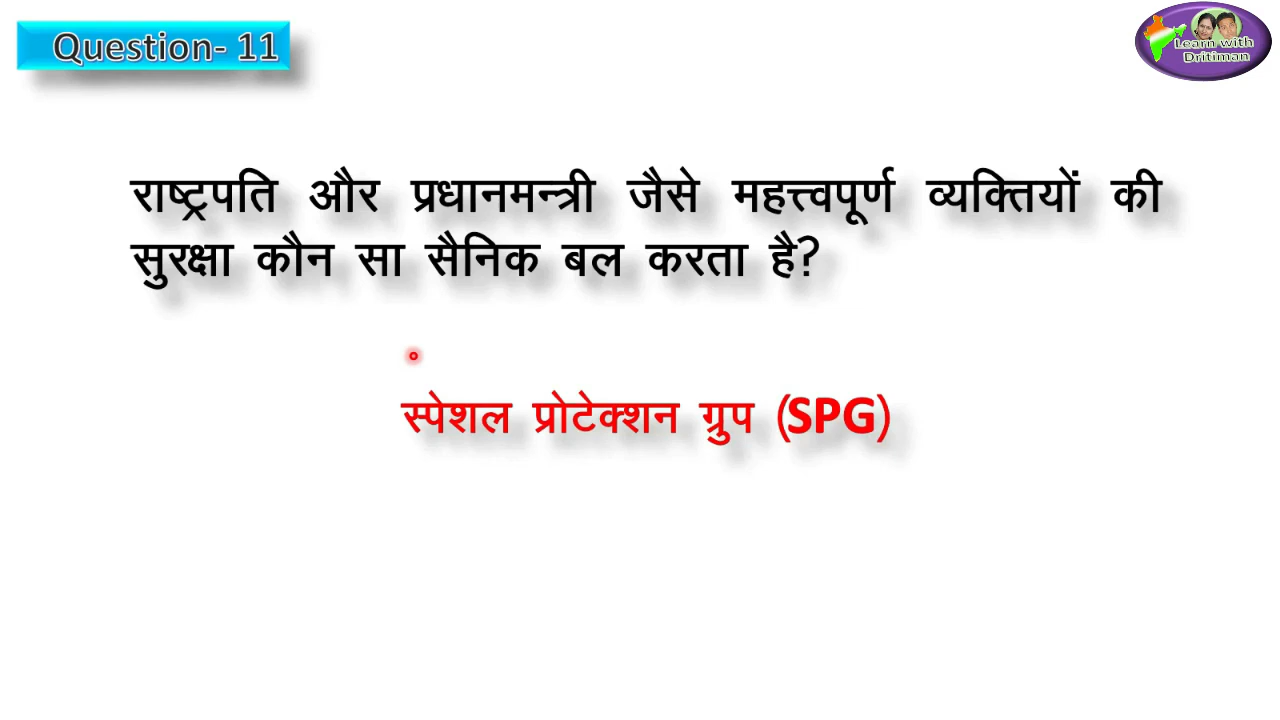 Question- 11
Learn with
Dritiman
राष्ट्रपति और प्रधानमन्त्री जैसे महत्त्वपूर्ण व्यक्तियों की
सुरक्षा कौन सा सैनिक बल करता है?
स्पेशल प्रोटेक्शन ग्रुप (SPG)